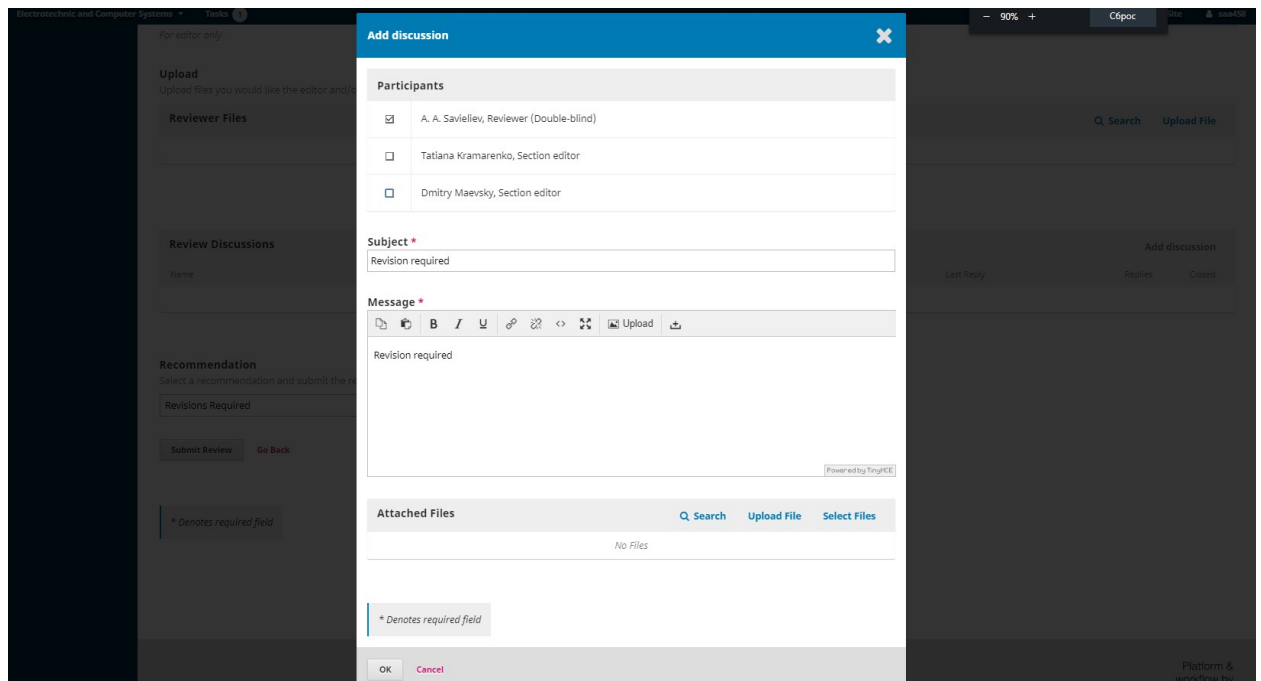 Electrotechnic and Computer Systems Tasks 1
− 90% + Сброс
Site saa458
For editor only
Add discussion
Upload
Upload files you would like the editor and/
Reviewer Files
Search Upload File
Participants
A. A. Savieliev, Reviewer (Double-blind)
Tatiana Kramarenko, Section editor
Dmitry Maevsky, Section editor
Review Discussions
Add discussion
Name Last Reply Replies Closed
Subject *
Revision required
Message *
B I U Upload
Revision required
Powered by TinyMCE
Recommendation
Select a recommendation and submit the
Revisions Required
Submit Review Go Back
Attached Files
Search Upload File Select Files
No Files
* Denotes required field
* Denotes required field
OK Cancel
Platform &
workflow by